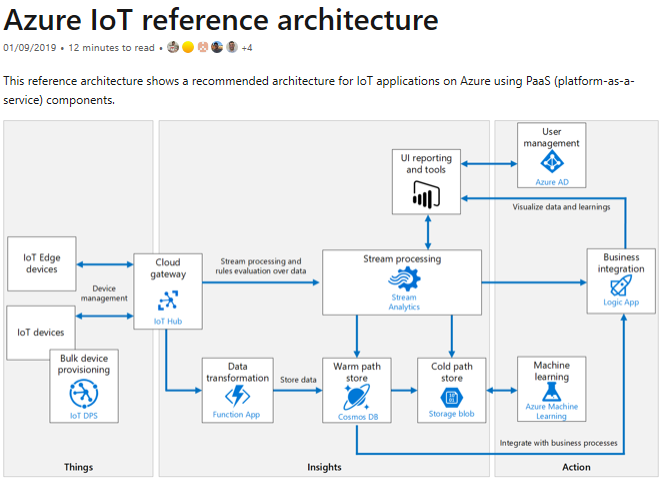 Azure IoT reference architecture
01/09/2019 • 12 minutes to read •
+4
This reference architecture shows a recommended architecture for IoT applications on Azure using PaaS (platform-as-a-
service) components.
User
management
Azure AD
UI reporting
and tools
Visualize data and learnings
IoT Edge
devices
Cloud
gateway
IoT Hub
Stream processing and
rules evaluation over data
Stream processing
Stream
Analytics
Business
integration
Logic App
Device
management
IoT devices
Bulk device
provisioning
IoT DPS
Data
transformation
Function App
Store data
Warm path
store
Cosmos DB
Cold path
store
Storage blob
Machine
learning
Azure Machine
Learning
Integrate with business processes
Things
Insights
Action